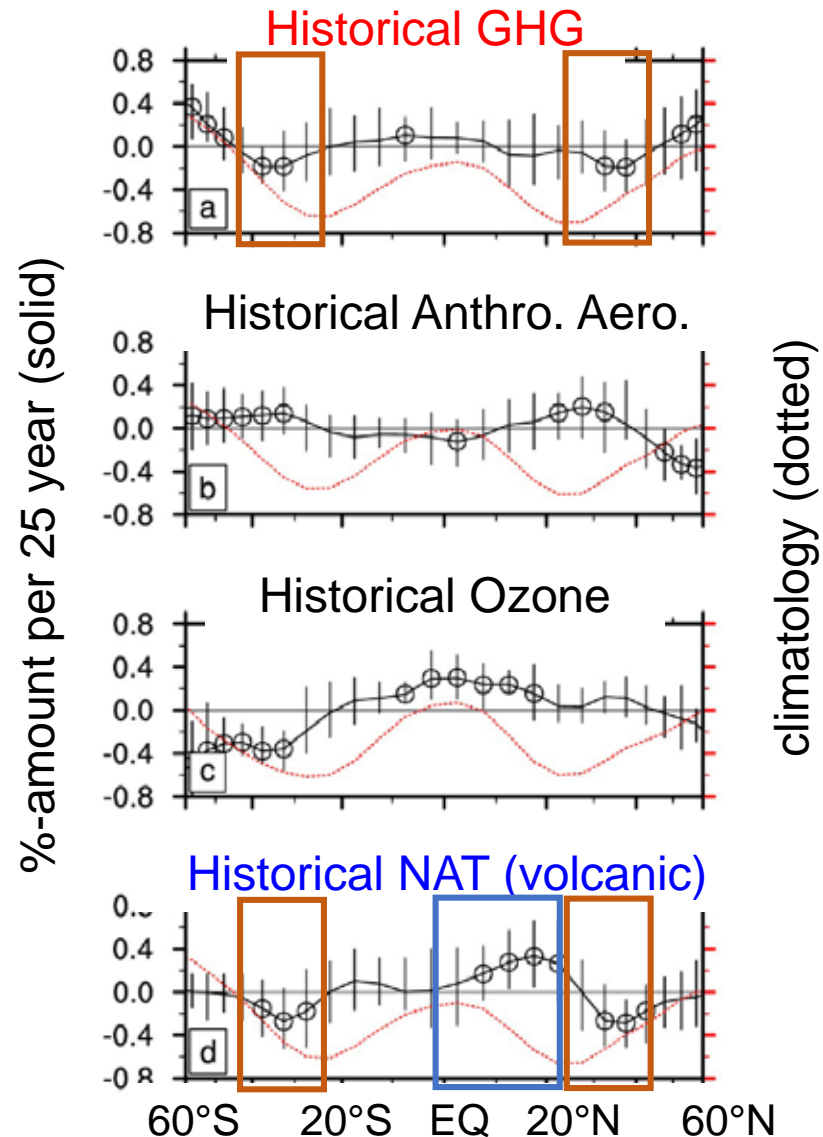 Historical GHG
0.8
0.4
0.0
-0.4
-0.8
a
Historical Anthro. Aero.
0.8
0.4
0.0
-0.4
-0.8
b
Historical Ozone
0.8
0.4
0.0
-0.4
-0.8
c
Historical NAT (volcanic)
0.4
0.0
-0.4
-0.8
d
60°S 20°S EQ 20°N 60°N
%-amount per 25 year (solid)
climatology (dotted)